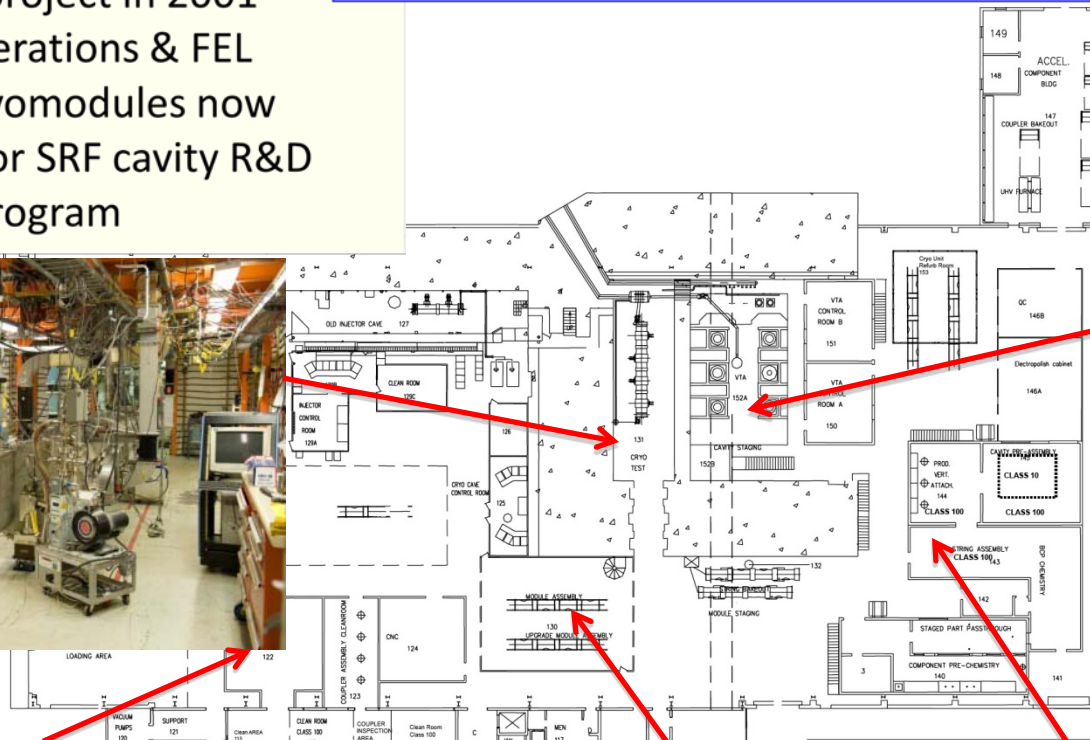 project in 2001
erations & FEL
yomodules now
or SRF cavity R&D
rogram
149
148
ACCEL.
COMPONENT
BLDG
147
COUPLER BAKEOUT
UHV FURNACE
Cryo Unit
Refurb Room
153
QC
146B
Electropolish cabinet
146A
VTA
CONTROL
ROOM B
151
VTA
CONTROL
ROOM A
150
VTA
152A
CAVITY STAGING
152B
OLD INJECTOR CAVE 127
CLEAN ROOM
129C
INJECTOR
CONTROL
ROOM
129A
126
125
CRYO CAVE
CONTROL ROOM
131
CRYO
TEST
CAVITY PRE-ASSEMBLY
CLASS 10
CLASS 100
PROD.
VERT.
ATTACH.
144
CLASS 100
STRING ASSEMBLY
CLASS 100
143
BCP CHEMISTRY
142
STAGED PART PASSTHROUGH
COMPONENT PRE-CHEMISTRY
140
141
3
132
STRING BAKEOUT
MODULE STAGING
MODULE ASSEMBLY
130
UPGRADE MODULE ASSEMBLY
COUPLER ASSEMBLY CLEANROOM
123
CNC
124
LOADING AREA
122
VACUUM
PUMPS
120
SUPPORT
121
Clean AREA
CLEAN ROOM
CLASS 100
COUPLER
INSPECTION
AREA
Clean Room
Class 100
C
MEN
117